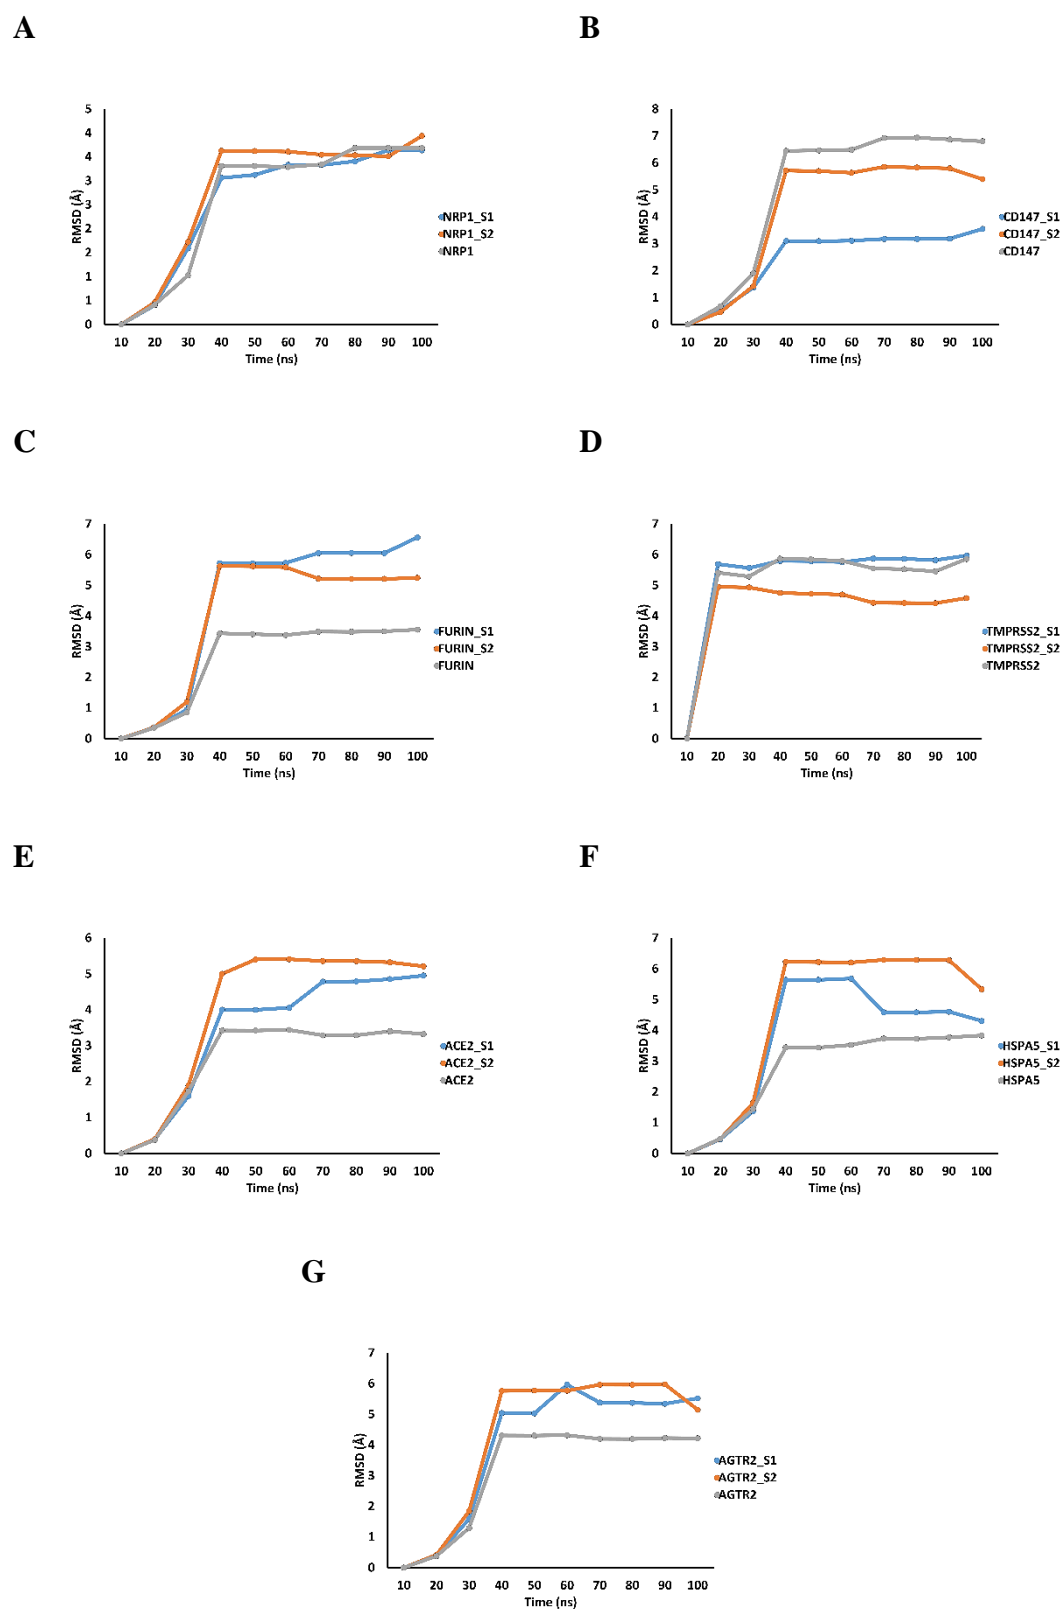 A
B
5
4
4
3
3
2
2
1
1
0
RMSD (Å)
10 20 30 40 50 60 70 80 90 100
Time (ns)
NRP1_S1
NRP1_S2
NRP1
8
7
6
5
4
3
2
1
0
RMSD (Å)
10 20 30 40 50 60 70 80 90 100
Time (ns)
CD147_S1
CD147_S2
CD147
C
D
7
6
5
4
3
2
1
0
RMSD (Å)
10 20 30 40 50 60 70 80 90 100
Time (ns)
FURIN_S1
FURIN_S2
FURIN
7
6
5
4
3
2
1
0
RMSD (Å)
10 20 30 40 50 60 70 80 90 100
Time (ns)
TMPRSS2_S1
TMPRSS2_S2
TMPRSS2
E
F
6
5
4
3
2
1
0
RMSD (Å)
10 20 30 40 50 60 70 80 90 100
Time (ns)
ACE2_S1
ACE2_S2
ACE2
7
6
5
4
3
2
1
0
RMSD (Å)
10 20 30 40 50 60 70 80 90 100
Time (ns)
HSPA5_S1
HSPA5_S2
HSPA5
G
7
6
5
4
3
2
1
0
RMSD (Å)
10 20 30 40 50 60 70 80 90 100
Time (ns)
AGTR2_S1
AGTR2_S2
AGTR2